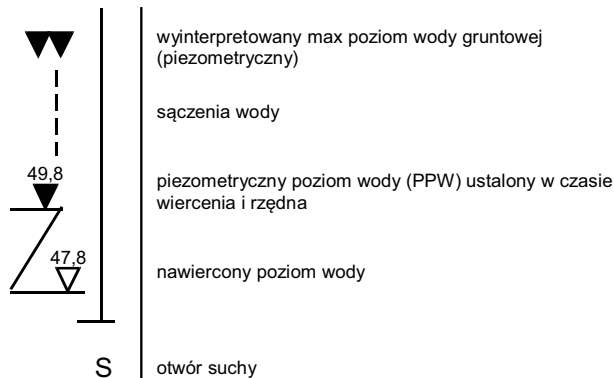 wyinterpretowany max poziom wody gruntowej
(piezometryczny)
sączenia wody
49,8
piezometryczny poziom wody (PPW) ustalony w czasie
wiercenia i rzędna
47,8
nawiercony poziom wody
S
otwór suchy